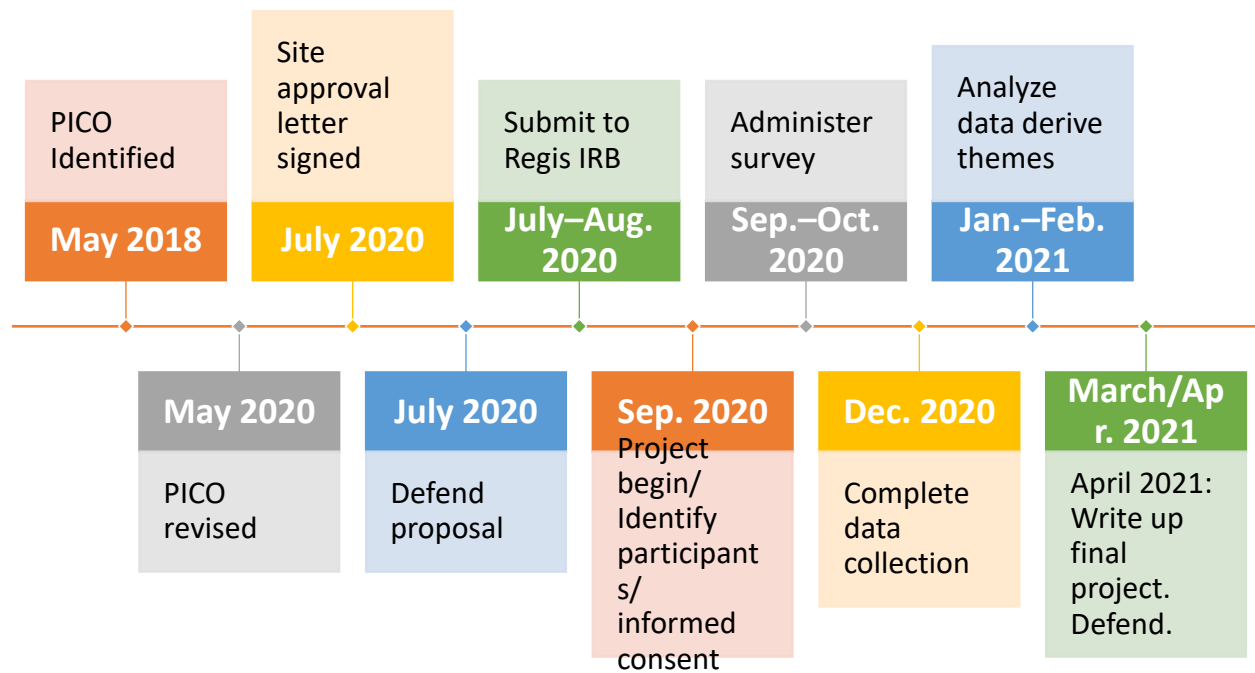 PICO
Identified
May 2018
Site
approval
letter
signed
July 2020
Submit to
Regis IRB
July–Aug.
2020
Administer
survey
Sep.–Oct.
2020
Analyze
data derive
themes
Jan.–Feb.
2021
May 2020
PICO
revised
July 2020
Defend
proposal
Sep. 2020
Project
begin/
Identify
participant
s/
informed
consent
Dec. 2020
Complete
data
collection
March/Ap
r. 2021
April 2021:
Write up
final
project.
Defend.